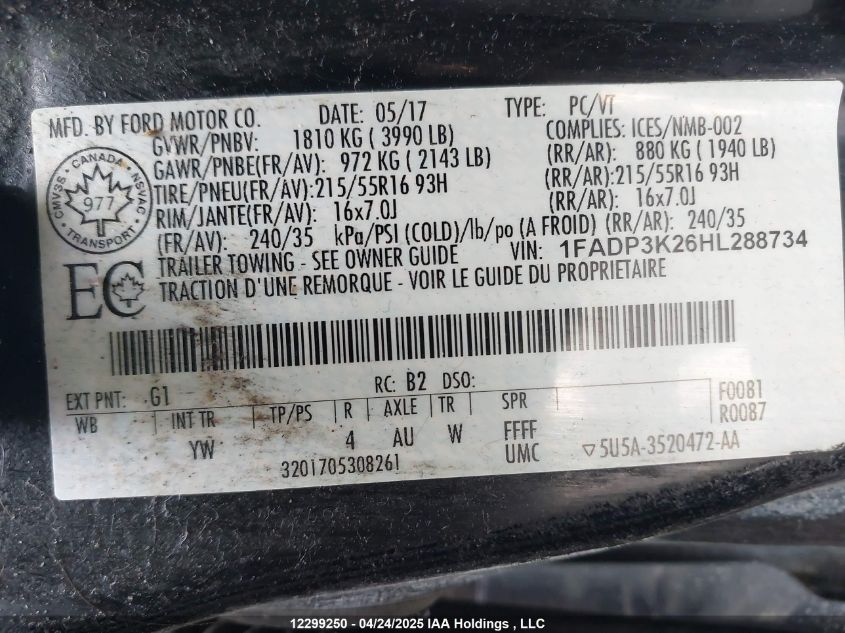 MFD. BY FORD MOTOR CO. DATE: 05/17 TYPE: PC/VT
GVWR/PNBV: 1810 KG ( 3990 LB) COMPLIES: ICES/NMB-002
GAWR/PNBE(FR/AV): 972 KG ( 2143 LB) (RR/AR): 880 KG ( 1940 LB)
TIRE/PNEU(FR/AV): 215/55R16 93H (RR/AR): 215/55R16 93H
RIM/JANTE(FR/AV): 16x7.0J (RR/AR): 16x7.0J
(FR/AV): 240/35 kPa/PSI (COLD)/lb/po (A FROID) (RR/AR): 240/35
TRAILER TOWING - SEE OWNER GUIDE VIN: 1FADP3K26HL288734
TRACTION D'UNE REMORQUE - VOIR LE GUIDE DU PROPRIETAIRE
CANADA
CMVSS NSVAC
977
TRANSPORT
EC
EXT PNT: G1 RC: B2 DSO:
WB INT TR TP/PS R AXLE TR SPR F0081
R0087
YW 4 AU W FFFF
UMC
3201705308261
▽5U5A-3520472-AA
12299250 - 04/24/2025 IAA Holdings , LLC